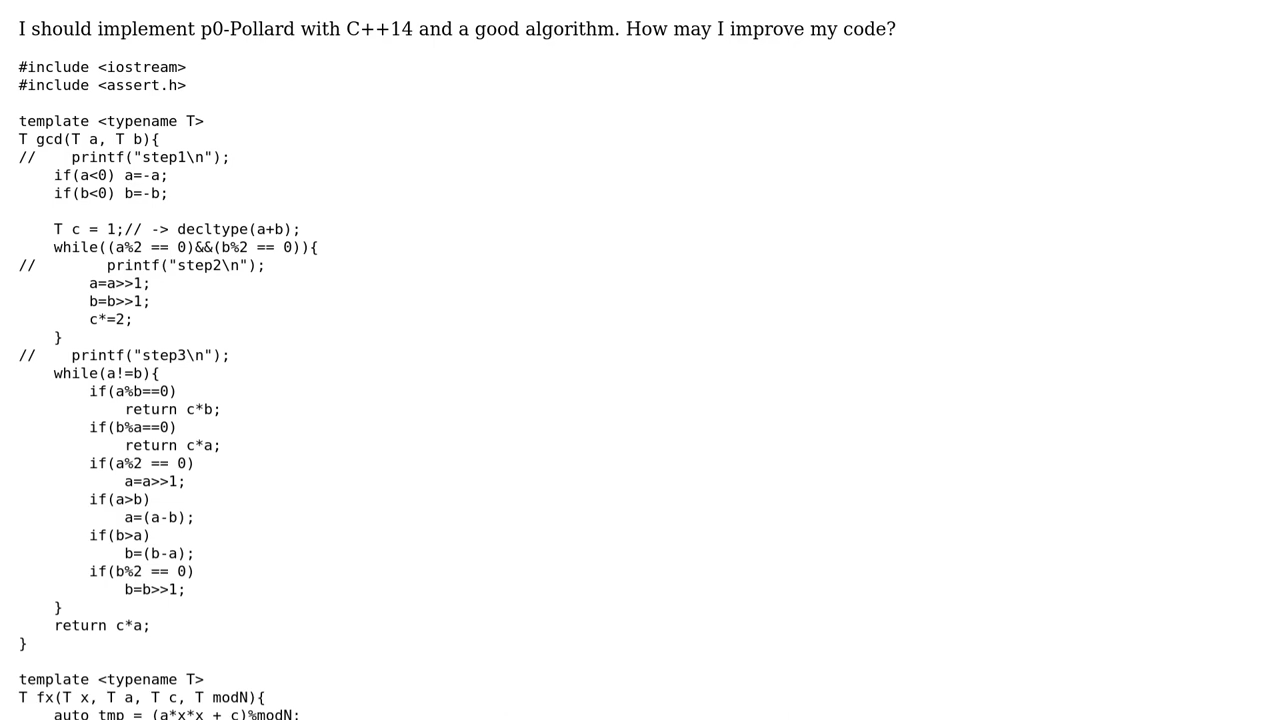 I should implement p0-Pollard with C++14 and a good algorithm. How may I improve my code?
#include <iostream>
#include <assert.h>
template <typename T>
T gcd(T a, T b){
//    printf("step1\n");
    if(a<0) a=-a;
    if(b<0) b=-b;
    T c = 1;// -> decltype(a+b);
    while((a%2 == 0)&&(b%2 == 0)){
//        printf("step2\n");
        a=a>>1;
        b=b>>1;
        c*=2;
    }
//    printf("step3\n");
    while(a!=b){
        if(a%b==0)
            return c*b;
        if(b%a==0)
            return c*a;
        if(a%2 == 0)
            a=a>>1;
        if(a>b)
            a=(a-b);
        if(b>a)
            b=(b-a);
        if(b%2 == 0)
            b=b>>1;
    }
    return c*a;
}
template <typename T>
T fx(T x, T a, T c, T modN){
    auto tmp = (a*x*x + c)%modN;